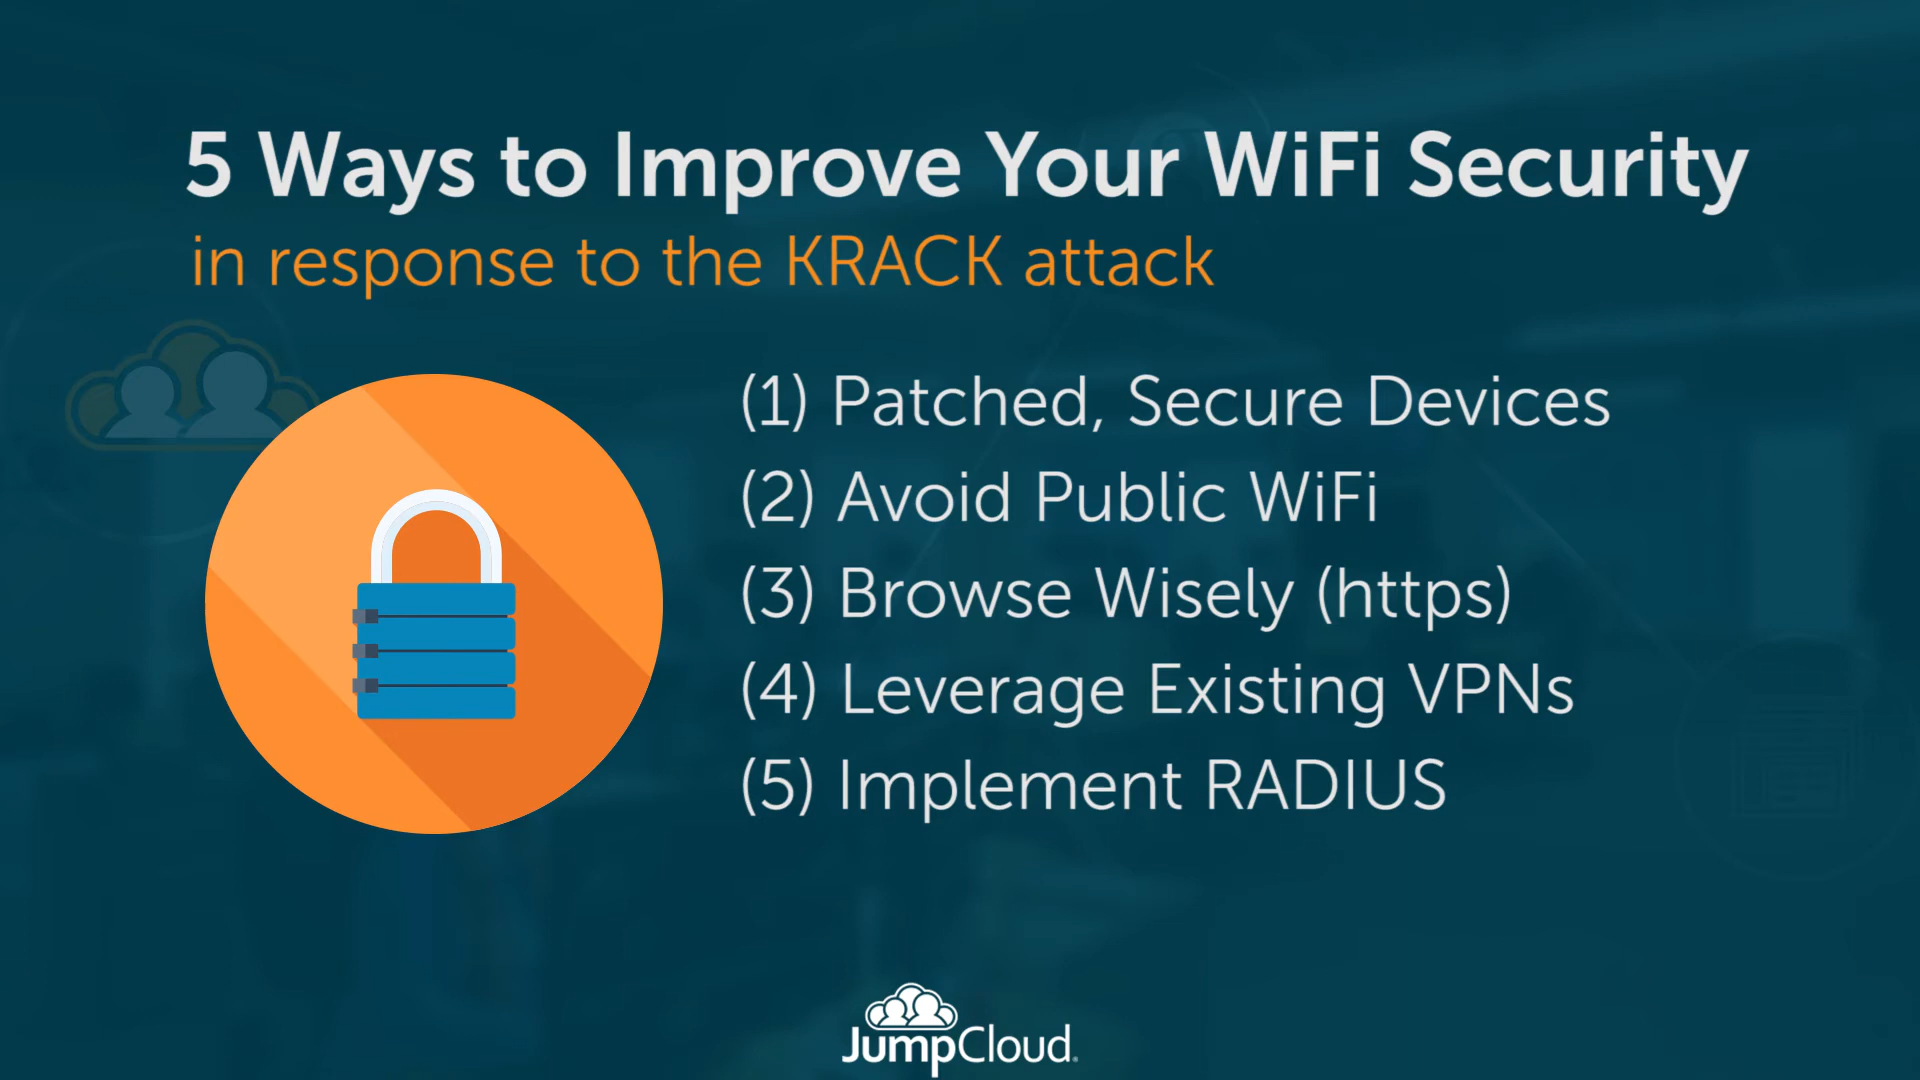 5 Ways to Improve Your WiFi Security
in response to the KRACK attack
(1) Patched, Secure Devices
(2) Avoid Public WiFi
(3) Browse Wisely (https)
(4) Leverage Existing VPNs
(5) Implement RADIUS
JumpCloud